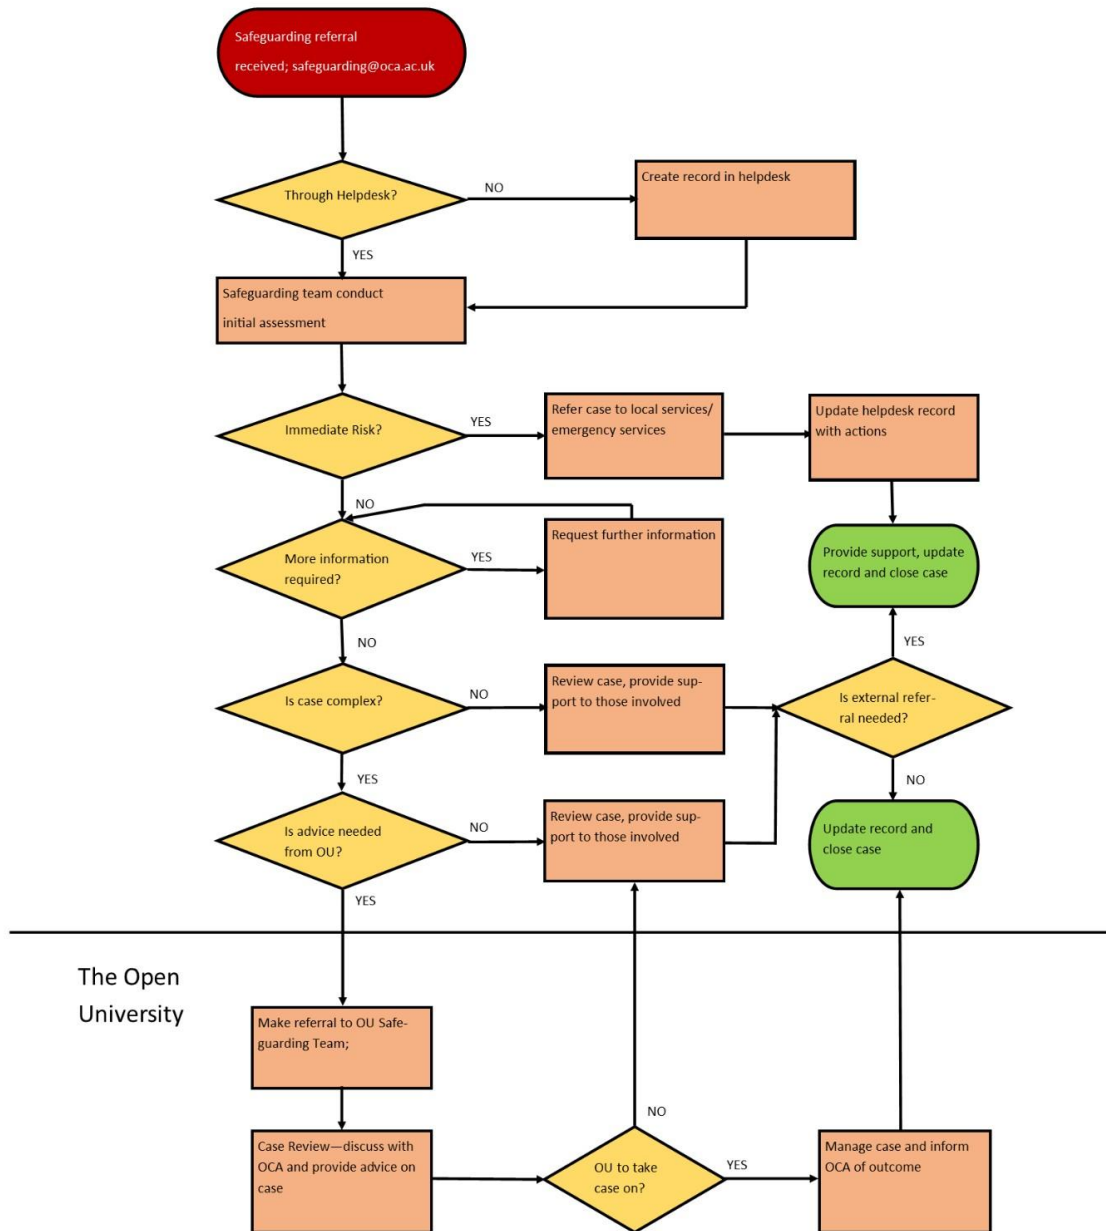 Safeguarding referral
received; safeguarding@oca.ac.uk
Through Helpdesk?
NO
Create record in helpdesk
YES
Safeguarding team conduct
initial assessment
Immediate Risk?
YES
Refer case to local services/
emergency services
Update helpdesk record
with actions
NO
More information
required?
YES
Request further information
Provide support, update
record and close case
NO
YES
Is case complex?
NO
Review case, provide sup-
port to those involved
Is external refer-
ral needed?
YES
NO
Is advice needed
from OU?
NO
Review case, provide sup-
port to those involved
Update record and
close case
YES
The Open
University
Make referral to OU Safe-
guarding Team;
NO
Case Review—discuss with
OCA and provide advice on
case
OU to take
case on?
YES
Manage case and inform
OCA of outcome